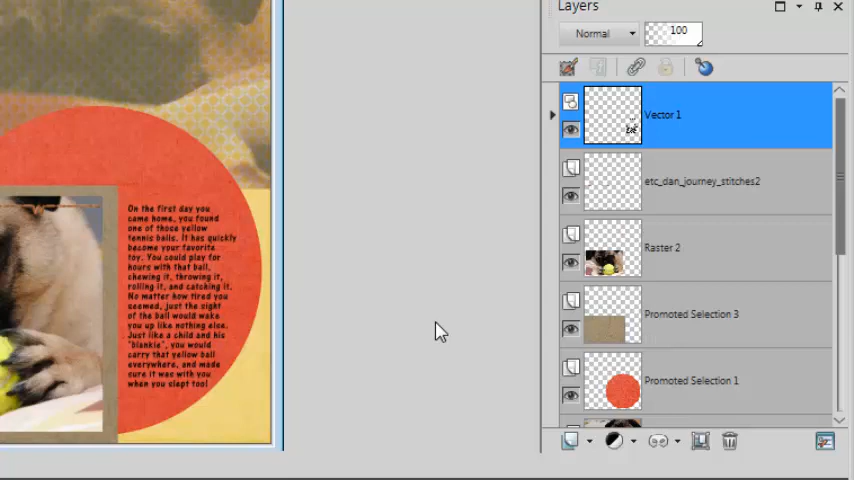 Layers
Normal
100
Vector 1
etc_dan_journey_stitches2
Raster 2
Promoted Selection 3
Promoted Selection 1
On the first day you
came home, you found
one of those yellow
tennis balls. It has quickly
become your favorite
toy. You could play for
hours with that ball,
chewing it, throwing it,
rolling it, and catching it.
No matter how tired you
seemed, just the sight
of the ball would wake
you up like nothing else.
Just like a child and his
"blankie", you would
carry that yellow ball
everywhere, and made
sure it was with you
when you slept too!